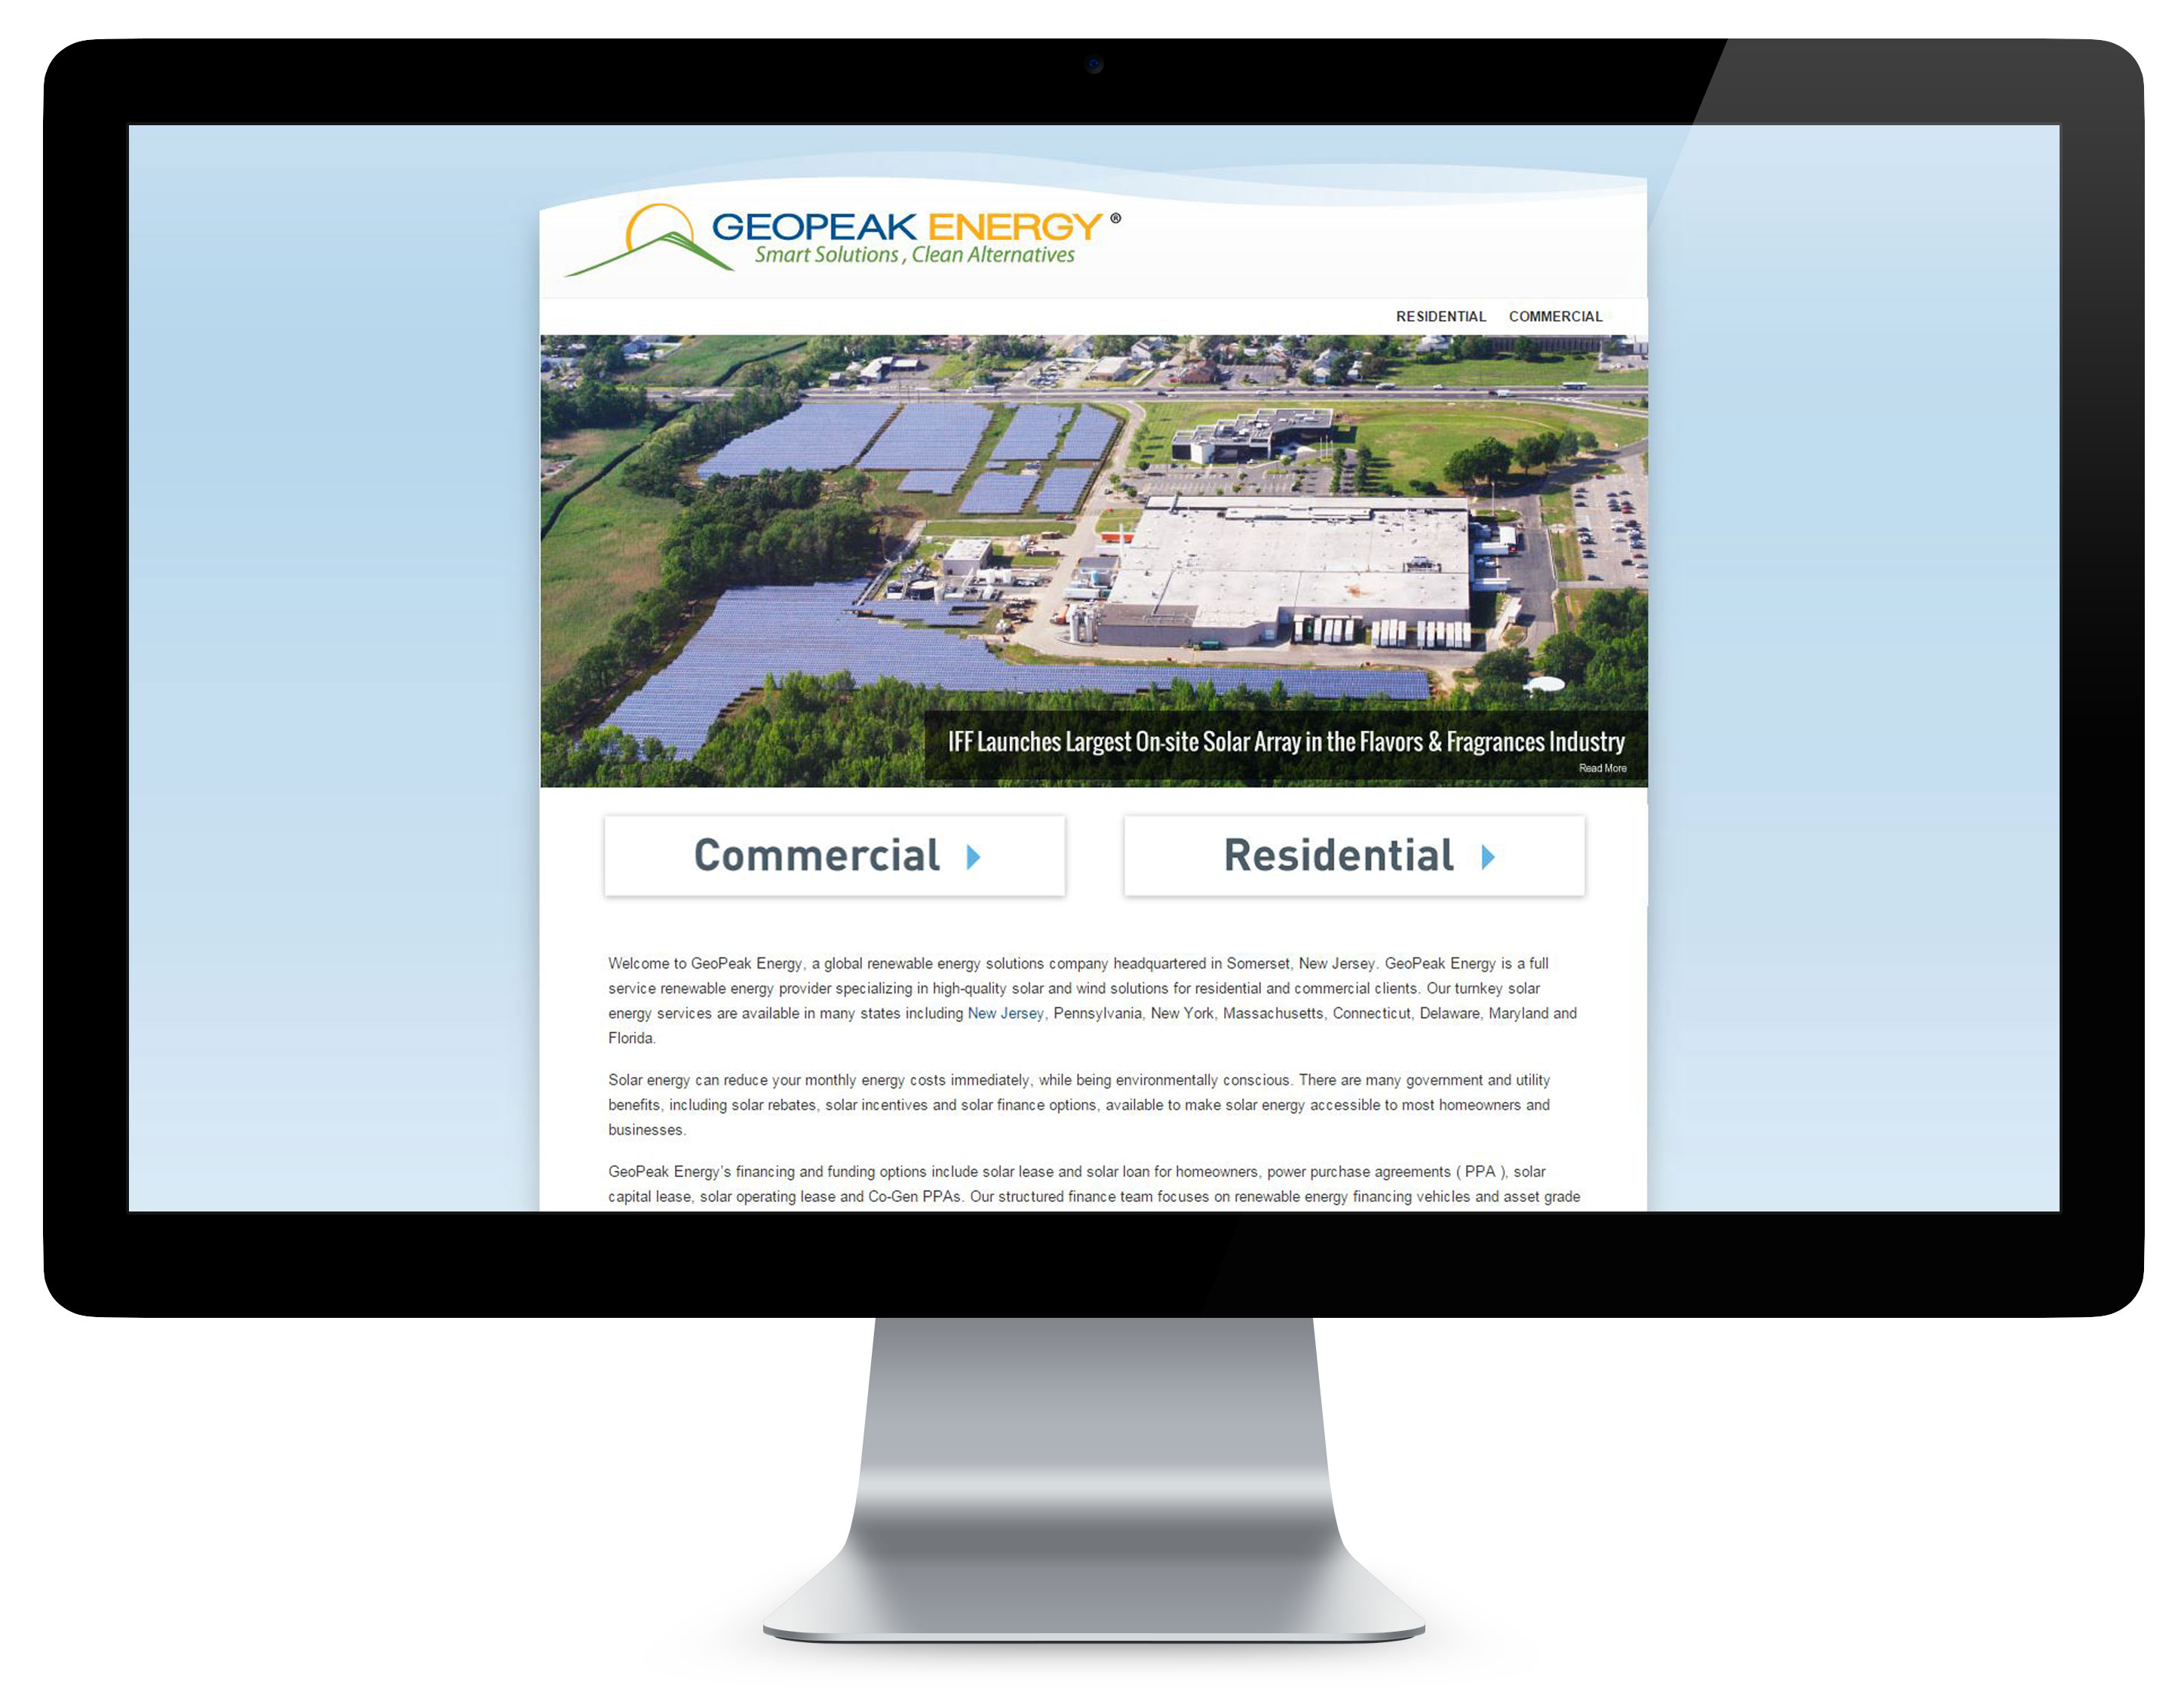 GEOPEAK ENERGY ®
Smart Solutions, Clean Alternatives
RESIDENTIAL COMMERCIAL
IFF Launches Largest On-site Solar Array in the Flavors & Fragrances Industry
Read More
Commercial
Residential
Welcome to GeoPeak Energy, a global renewable energy solutions company headquartered in Somerset, New Jersey. GeoPeak Energy is a full
service renewable energy provider specializing in high-quality solar and wind solutions for residential and commercial clients. Our turnkey solar
energy services are available in many states including New Jersey, Pennsylvania, New York, Massachusetts, Connecticut, Delaware, Maryland and
Florida.
Solar energy can reduce your monthly energy costs immediately, while being environmentally conscious. There are many government and utility
benefits, including solar rebates, solar incentives and solar finance options, available to make solar energy accessible to most homeowners and
businesses.
GeoPeak Energy's financing and funding options include solar lease and solar loan for homeowners, power purchase agreements ( PPA ), solar
capital lease, solar operating lease and Co-Gen PPAs. Our structured finance team focuses on renewable energy financing vehicles and asset grade